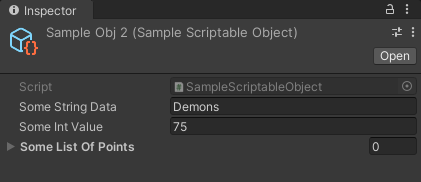 Inspector
Sample Obj 2 (Sample Scriptable Object)
Open
Script SampleScriptableObject
Some String Data Demons
Some Int Value 75
Some List Of Points 0